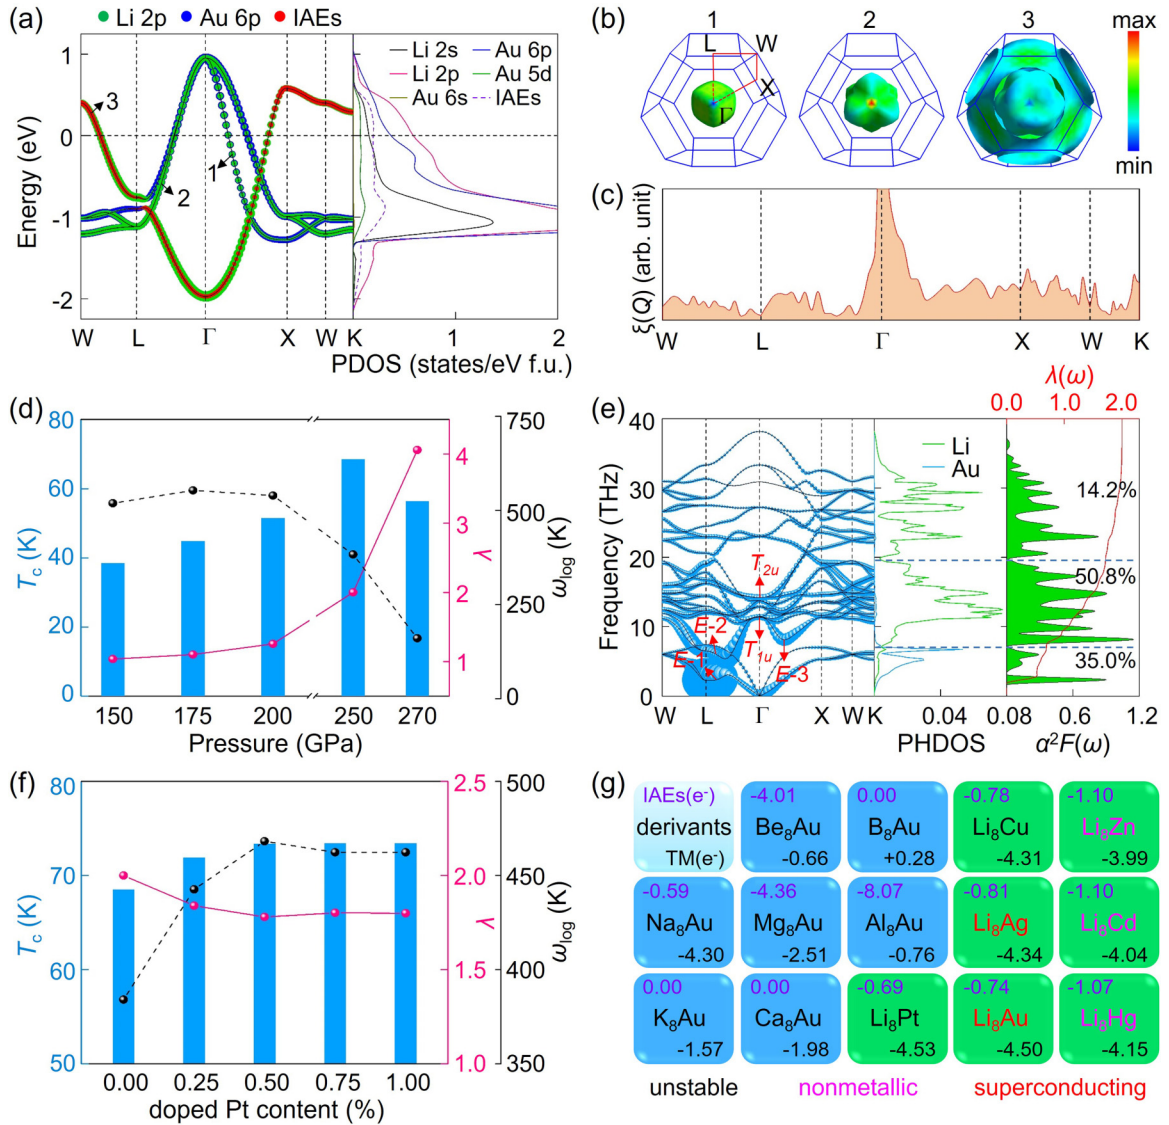 (a)
Li 2p
Au 6p
IAEs
1
0
-1
-2
Energy (eV)
3
2
1
W
L
Γ
X
W
K
Li 2s
Li 2p
Au 6s
Au 6p
Au 5d
IAEs
1
2
PDOS (states/eV f.u.)
(b)
1
2
3
L
W
X
Γ
max
min
(c)
ξ(Q) (arb. unit)
W
L
Γ
X
W
K
(d)
80
60
40
20
0
Tc (K)
150
175
200
250
270
Pressure (GPa)
4
3
2
1
λ
750
500
250
0
ωlog (K)
(e)
40
30
20
10
0
Frequency (THz)
T2u
E-2
E-1
T1u
E-3
W
L
Γ
X
W
K
Li
Au
0.04
0.08
PHDOS
λ(ω)
0.0
1.0
2.0
14.2%
50.8%
35.0%
0.6
1.2
α²F(ω)
(f)
80
70
60
50
Tc (K)
0.00
0.25
0.50
0.75
1.00
doped Pt content (%)
2.5
2.0
1.5
1.0
λ
500
450
400
350
ωlog (K)
(g)
IAEs(e⁻)
derivants
TM(e⁻)
-4.01
Be₈Au
-0.66
0.00
B₈Au
+0.28
-0.78
Li₈Cu
-4.31
-1.10
Li₈Zn
-3.99
-0.59
Na₈Au
-4.30
-4.36
Mg₈Au
-2.51
-8.07
Al₈Au
-0.76
-0.81
Li₈Ag
-4.34
-1.10
Li₈Cd
-4.04
0.00
K₈Au
-1.57
0.00
Ca₈Au
-1.98
-0.69
Li₈Pt
-4.53
-0.74
Li₈Au
-4.50
-1.07
Li₈Hg
-4.15
unstable
nonmetallic
superconducting